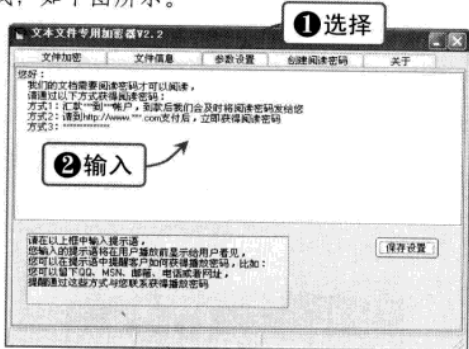 式，如下图所示。
❶选择
文本文件专用加密器V2.2
文件加密 文件信息 参数设置 创建阅读密码 关于
您好：
我们的文档需要阅读密码才可以阅读，
请通过以下方式获得阅读密码：
方式1：汇款***到***帐户，到款后我们会及时将阅读密码发给您
方式2：请到http://www.***.com支付后，立即获得阅读密码
方式3：*************
❷输入
请在以上框中输入提示语，
您输入的提示语将在用户播放前显示给用户看见，
您可以在提示语中提醒客户如何获得播放密码，比如：
您可以留下QQ、MSN、邮箱、电话或者网址，
提醒通过这些方式与您联系获得播放密码
保存设置